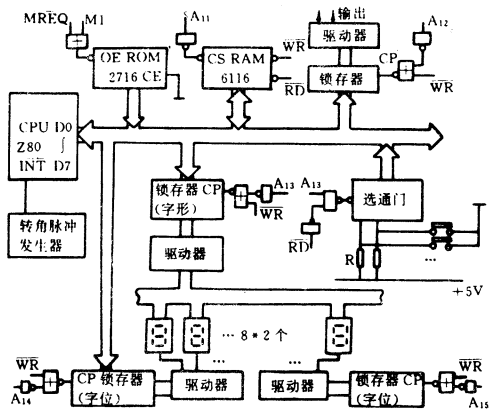 MREQ M1 A11 输出 A12
驱动器
WR CP
OE ROM CS RAM 锁存器
2716 CE 6116 RD WR
CPU D0
Z80 ∫
INT D7
锁存器 CP A13 A13 选通门
(字形) WR
转角脉冲
发生器
驱动器 RD R ...
+5V
... 8*2个
... ...
WR WR
CP 锁存器 驱动器 驱动器 锁存器 CP
A14 (字位) (字位) A15